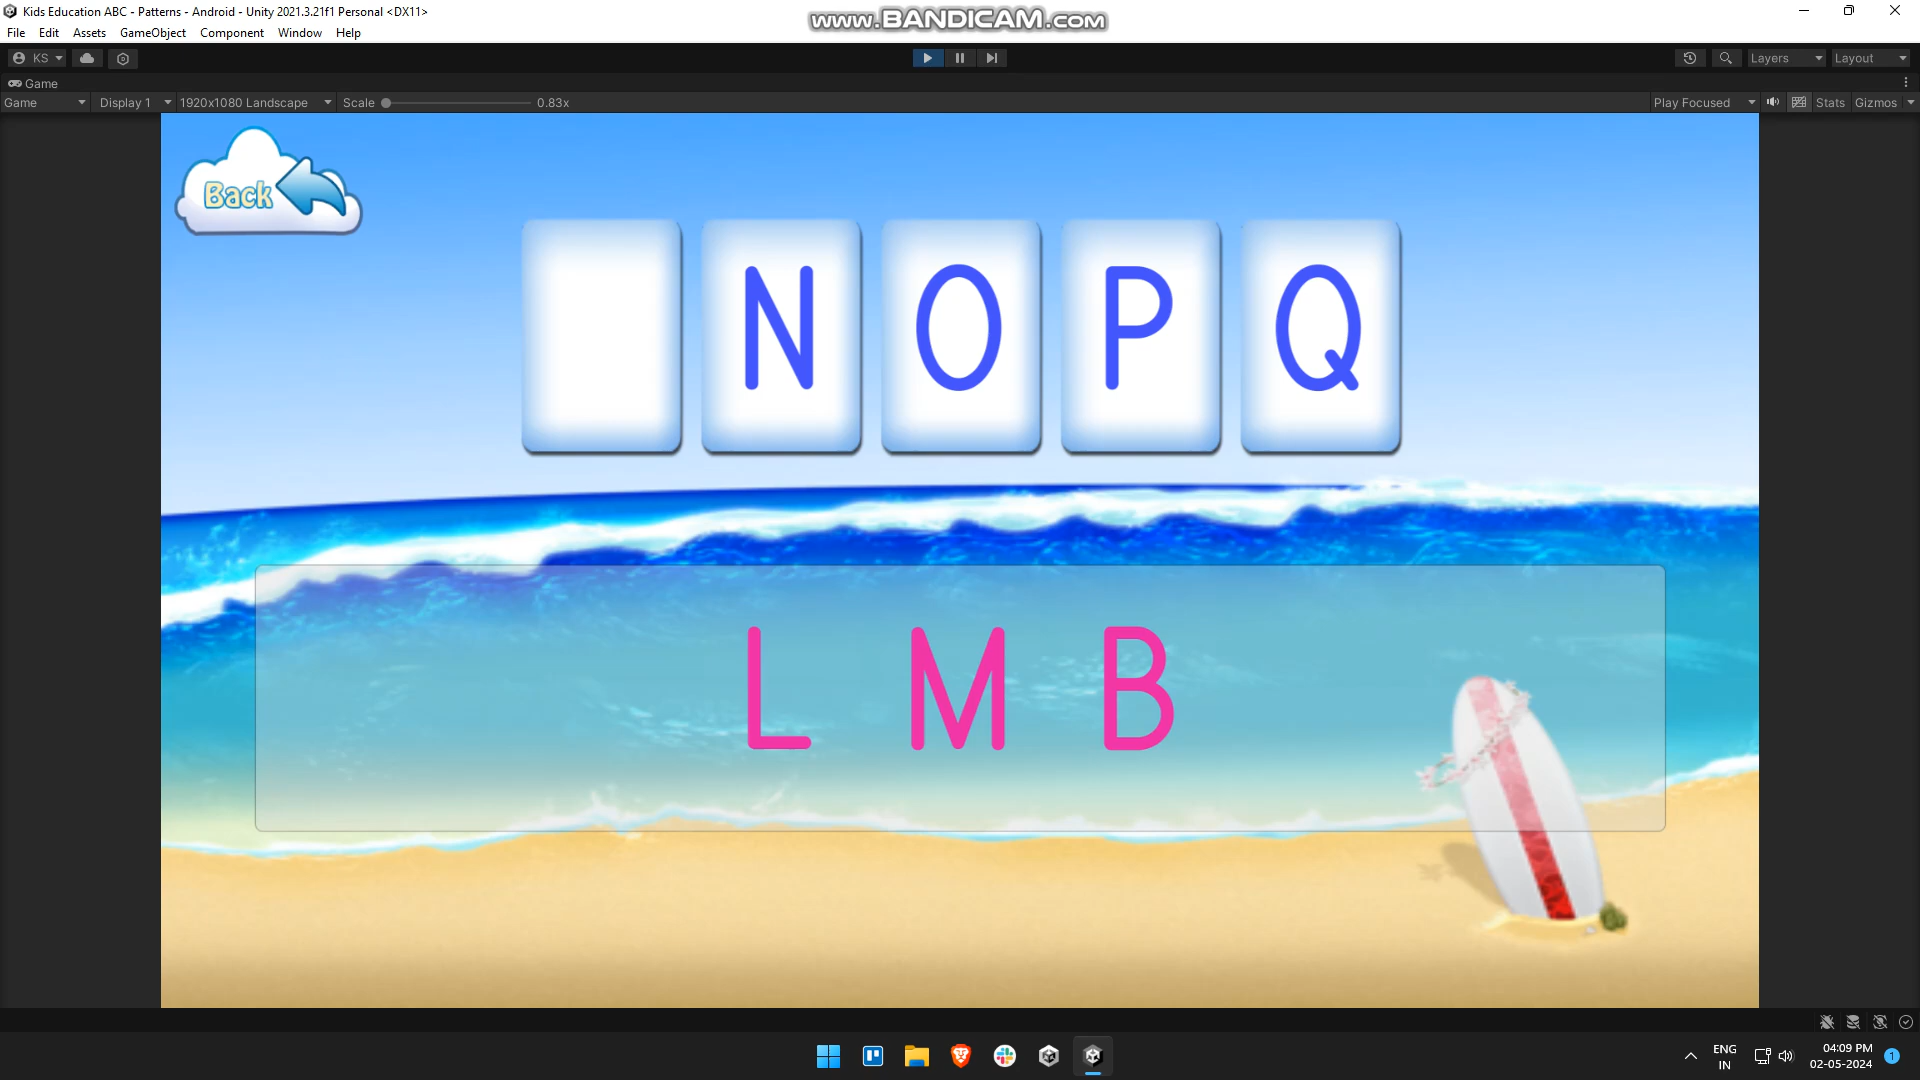 Kids Education ABC - Patterns - Android - Unity 2021.3.21f1 Personal <DX11>
www.BANDICAM.com
File Edit Assets GameObject Component Window Help
KS
Layers Layout
Game
Game Display 1 1920x1080 Landscape Scale 0.83x Play Focused Stats Gizmos
Back
N O P Q
L M B
ENG 04:09 PM
IN 02-05-2024 1